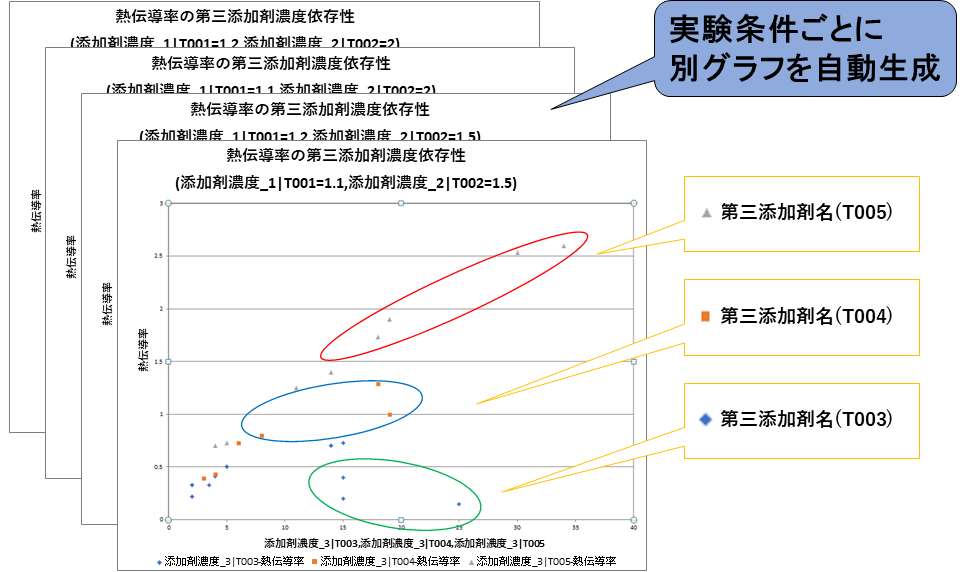 熱伝導率の第三添加剤濃度依存性
(添加剤濃度_1|T001=1.2,添加剤濃度_2|T002=2)
熱伝導率
熱伝導率の第三添加剤濃度依存性
(添加剤濃度_1|T001=1.1,添加剤濃度_2|T002=2)
熱伝導率
熱伝導率の第三添加剤濃度依存性
(添加剤濃度_1|T001=1.2,添加剤濃度_2|T002=1.5)
熱伝導率
実験条件ごとに
別グラフを自動生成
熱伝導率の第三添加剤濃度依存性
(添加剤濃度_1|T001=1.1,添加剤濃度_2|T002=1.5)
熱伝導率
3
2.5
2
1.5
1
0.5
0
0 5 10 15 20 25 30 35 40
添加剤濃度_3|T003,添加剤濃度_3|T004,添加剤濃度_3|T005
添加剤濃度_3|T003-熱伝導率 添加剤濃度_3|T004-熱伝導率 添加剤濃度_3|T005-熱伝導率
第三添加剤名(T005)
第三添加剤名(T004)
第三添加剤名(T003)